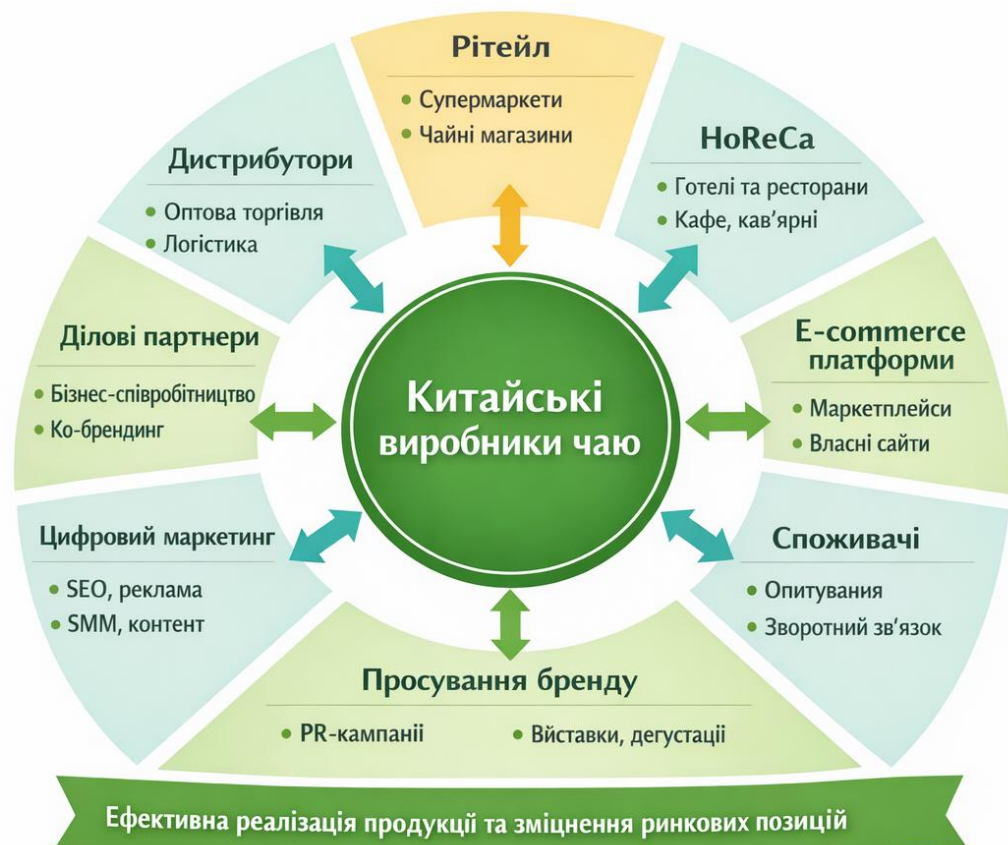 Рітейл
• Супермаркети
• Чайні магазини
Дистрибутори
• Оптова торгівля
• Логістика
HoReCa
• Готелі та ресторани
• Кафе, кав'ярні
Ділові партнери
• Бізнес-співробітництво
• Ко-брендинг
E-commerce
платформи
• Маркетплейси
• Власні сайти
Китайські
виробники чаю
Цифровий маркетинг
• SEO, реклама
• SMM, контент
Споживачі
• Опитування
• Зворотний зв'язок
Просування бренду
• PR-кампанії
• Вйставки, дегустації
Ефективна реалізація продукції та зміцнення ринкових позицій